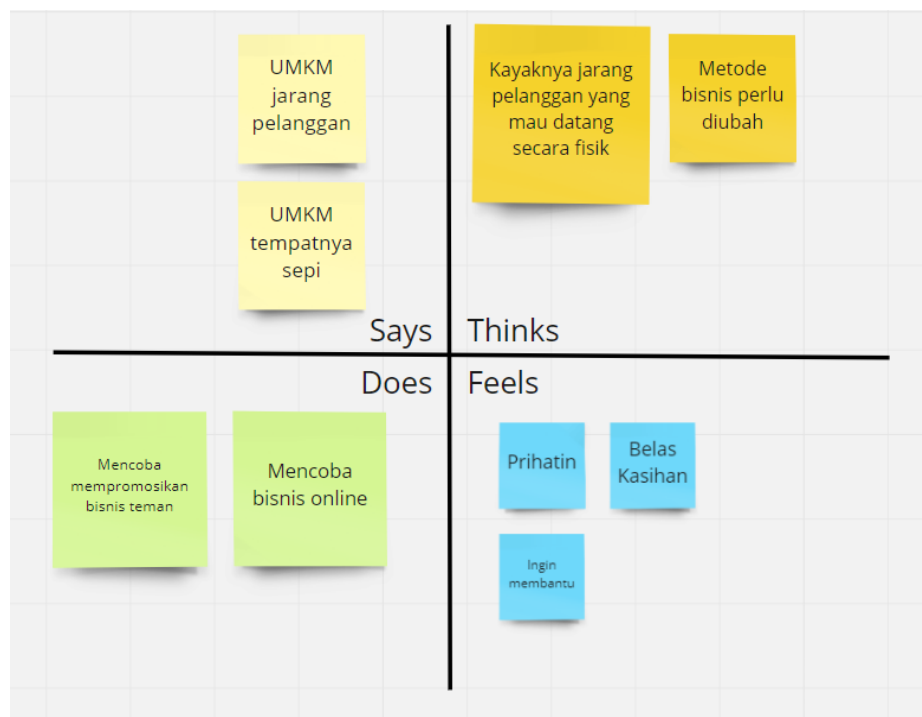 UMKM
jarang
pelanggan
UMKM
tempatnya
sepi
Says
Kayaknya jarang
pelanggan yang
mau datang
secara fisik
Metode
bisnis perlu
diubah
Thinks
Does
Mencoba
mempromosikan
bisnis teman
Mencoba
bisnis online
Feels
Prihatin
Belas
Kasihan
Ingin
membantu